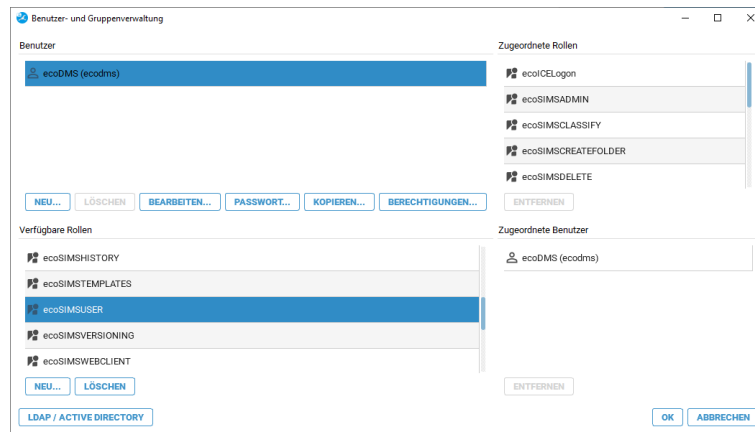 Benutzer- und Gruppenverwaltung
Benutzer
ecoDMS (ecodms)
NEU...
LÖSCHEN
BEARBEITEN...
PASSWORT...
KOPIEREN...
BERECHTIGUNGEN...
Zugeordnete Rollen
ecoICELogon
ecoSIMSADMIN
ecoSIMSCLASSIFY
ecoSIMSCREATEFOLDER
ecoSIMSDELETE
ENTFERNEN
Verfügbare Rollen
ecoSIMSHISTORY
ecoSIMSTEMPLATES
ecoSIMSUSER
ecoSIMSVERSIONING
ecoSIMSWEBCLIENT
NEU...
LÖSCHEN
Zugeordnete Benutzer
ecoDMS (ecodms)
ENTFERNEN
LDAP / ACTIVE DIRECTORY
OK
ABBRECHEN